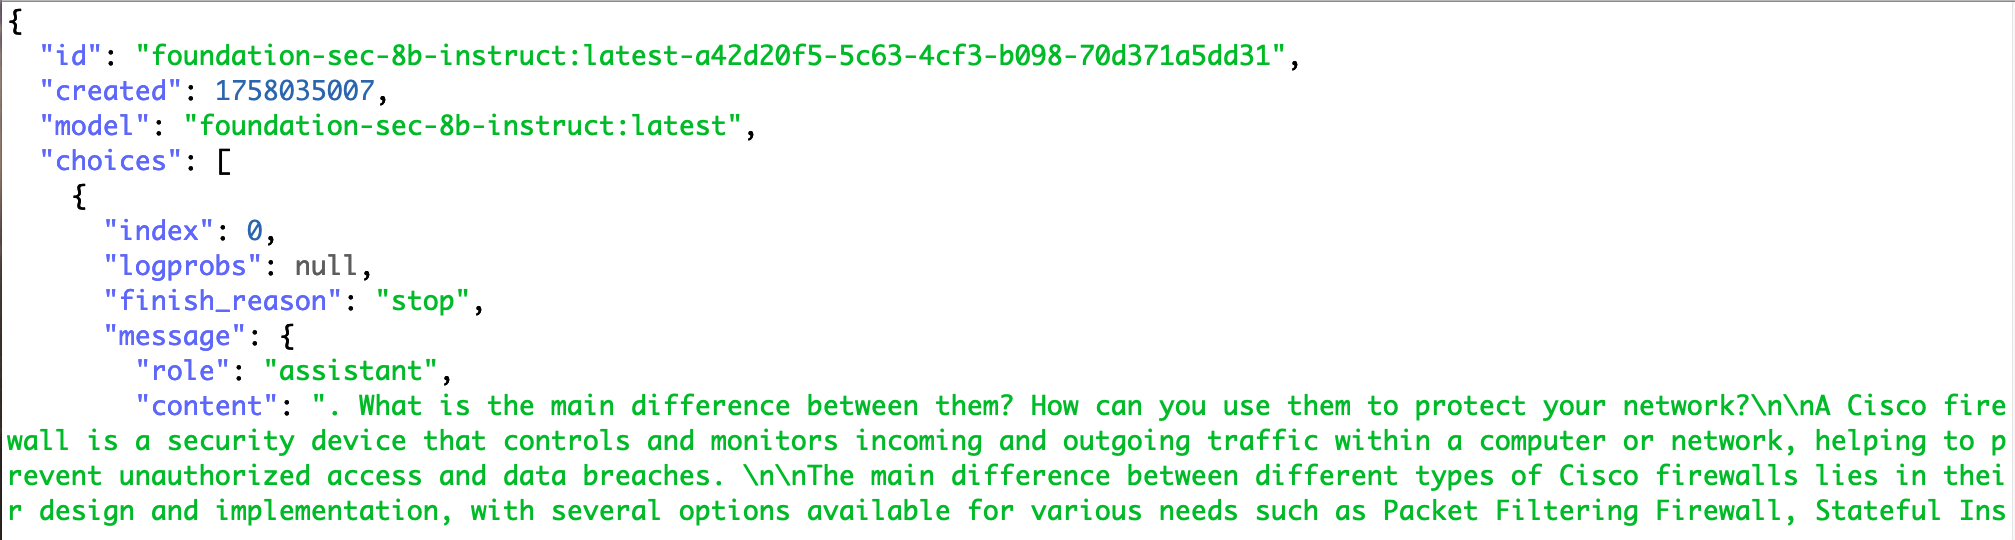 {
  "id": "foundation-sec-8b-instruct:latest-a42d20f5-5c63-4cf3-b098-70d371a5dd31",
  "created": 1758035007,
  "model": "foundation-sec-8b-instruct:latest",
  "choices": [
    {
      "index": 0,
      "logprobs": null,
      "finish_reason": "stop",
      "message": {
        "role": "assistant",
        "content": ". What is the main difference between them? How can you use them to protect your network?\n\nA Cisco fire
wall is a security device that controls and monitors incoming and outgoing traffic within a computer or network, helping to p
revent unauthorized access and data breaches. \n\nThe main difference between different types of Cisco firewalls lies in thei
r design and implementation, with several options available for various needs such as Packet Filtering Firewall, Stateful Ins